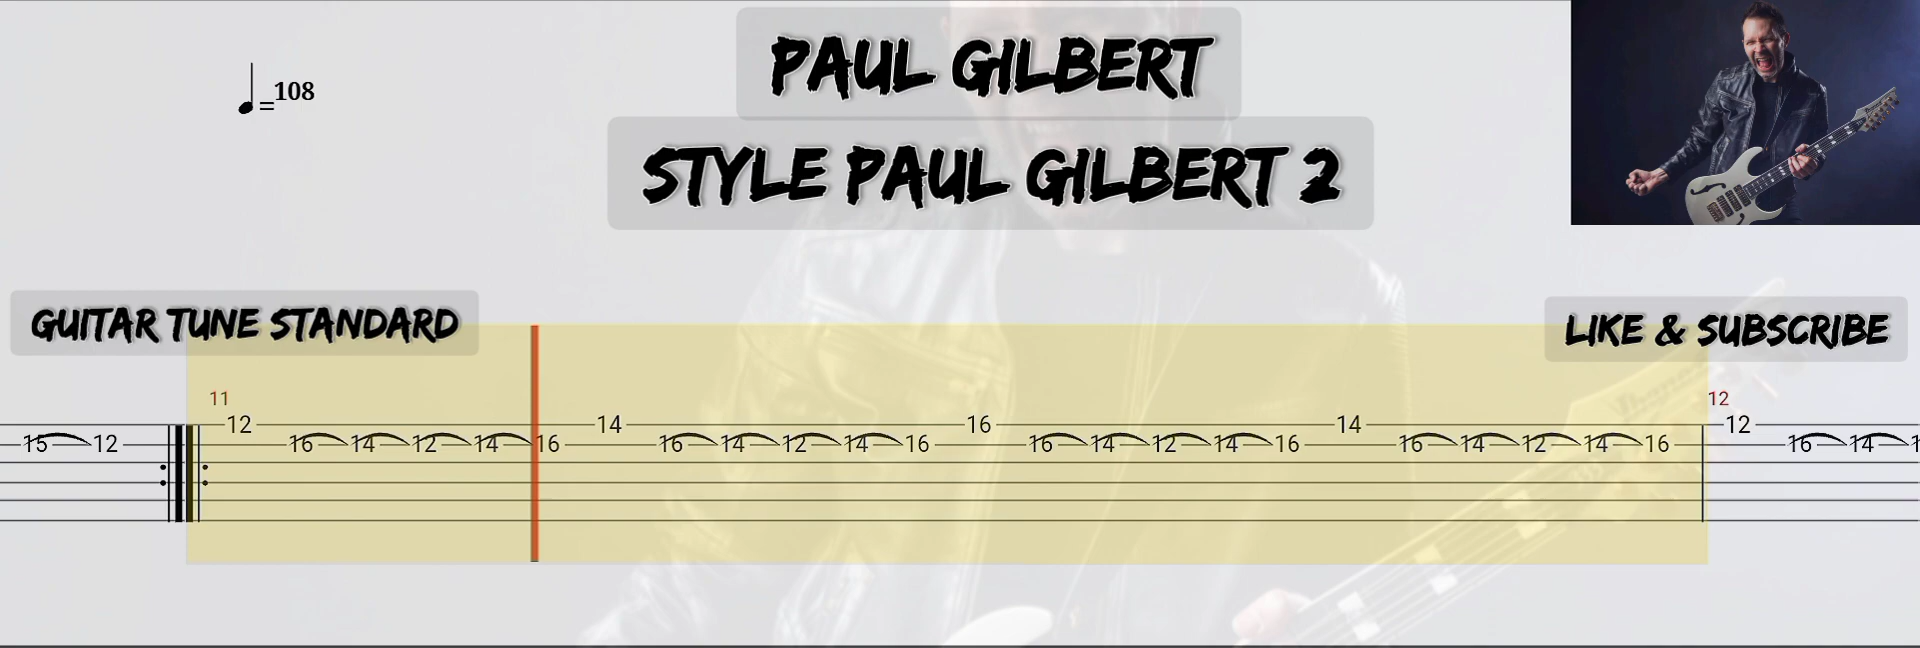 PAUL GILBERT
=108
STYLE PAUL GILBERT 2
GUITAR TUNE STANDARD
LIKE & SUBSCRIBE
11 12
12 14 16 14 12
15 12 16 14 12 14 16 16 14 12 14 16 16 14 12 14 16 16 14 12 14 16 16 14